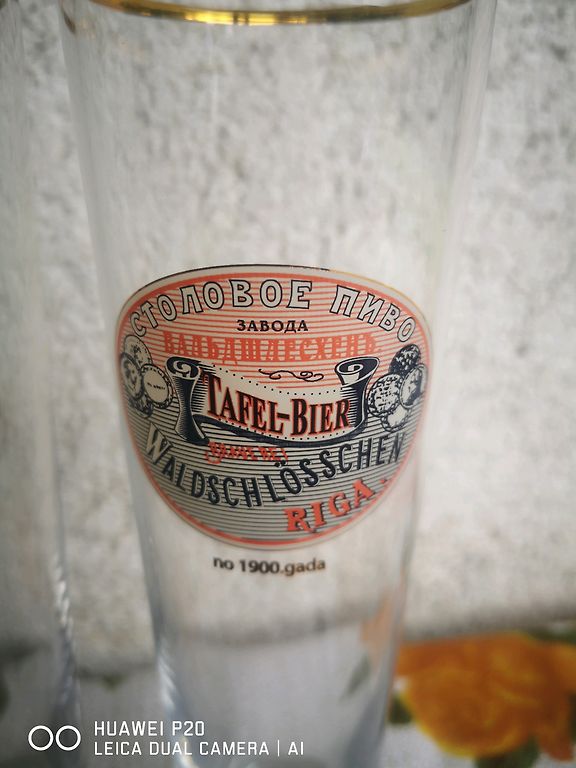 СТОЛОВОЕ ПИВО
ЗАВОДА
ВАЛЬДШЛЕСХЕНЪ
TAFEL-BIER
WALDSCHLÖSSCHEN
RIGA.
no 1900.gada
HUAWEI P20
LEICA DUAL CAMERA | AI